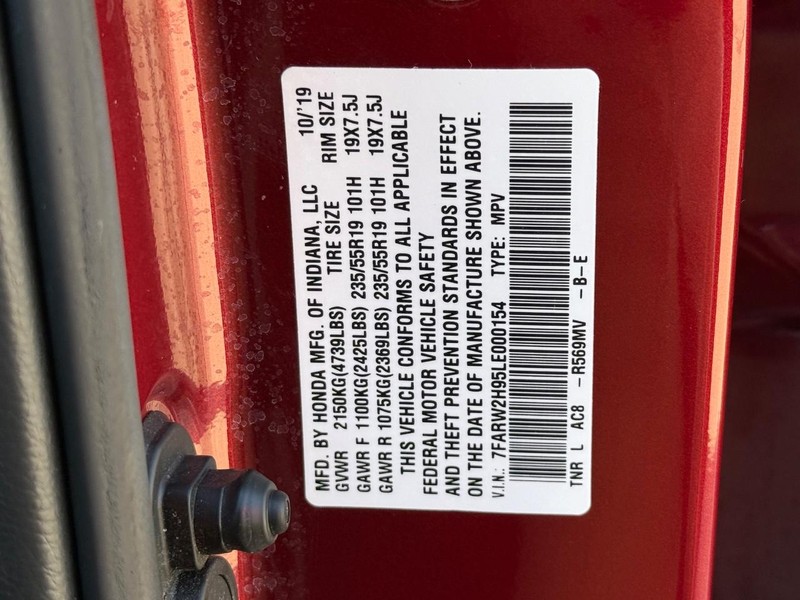 MFD. BY HONDA MFG. OF INDIANA, LLC 10/'19
GVWR 2150KG(4739LBS) TIRE SIZE RIM SIZE
GAWR F 1100KG(2425LBS) 235/55R19 101H 19X7.5J
GAWR R 1075KG(2369LBS) 235/55R19 101H 19X7.5J
THIS VEHICLE CONFORMS TO ALL APPLICABLE
FEDERAL MOTOR VEHICLE SAFETY
AND THEFT PREVENTION STANDARDS IN EFFECT
ON THE DATE OF MANUFACTURE SHOWN ABOVE.
V.I.N.: 7FARW2H95LE000154 TYPE: MPV
TNR L AC8 -R569MV -B-E